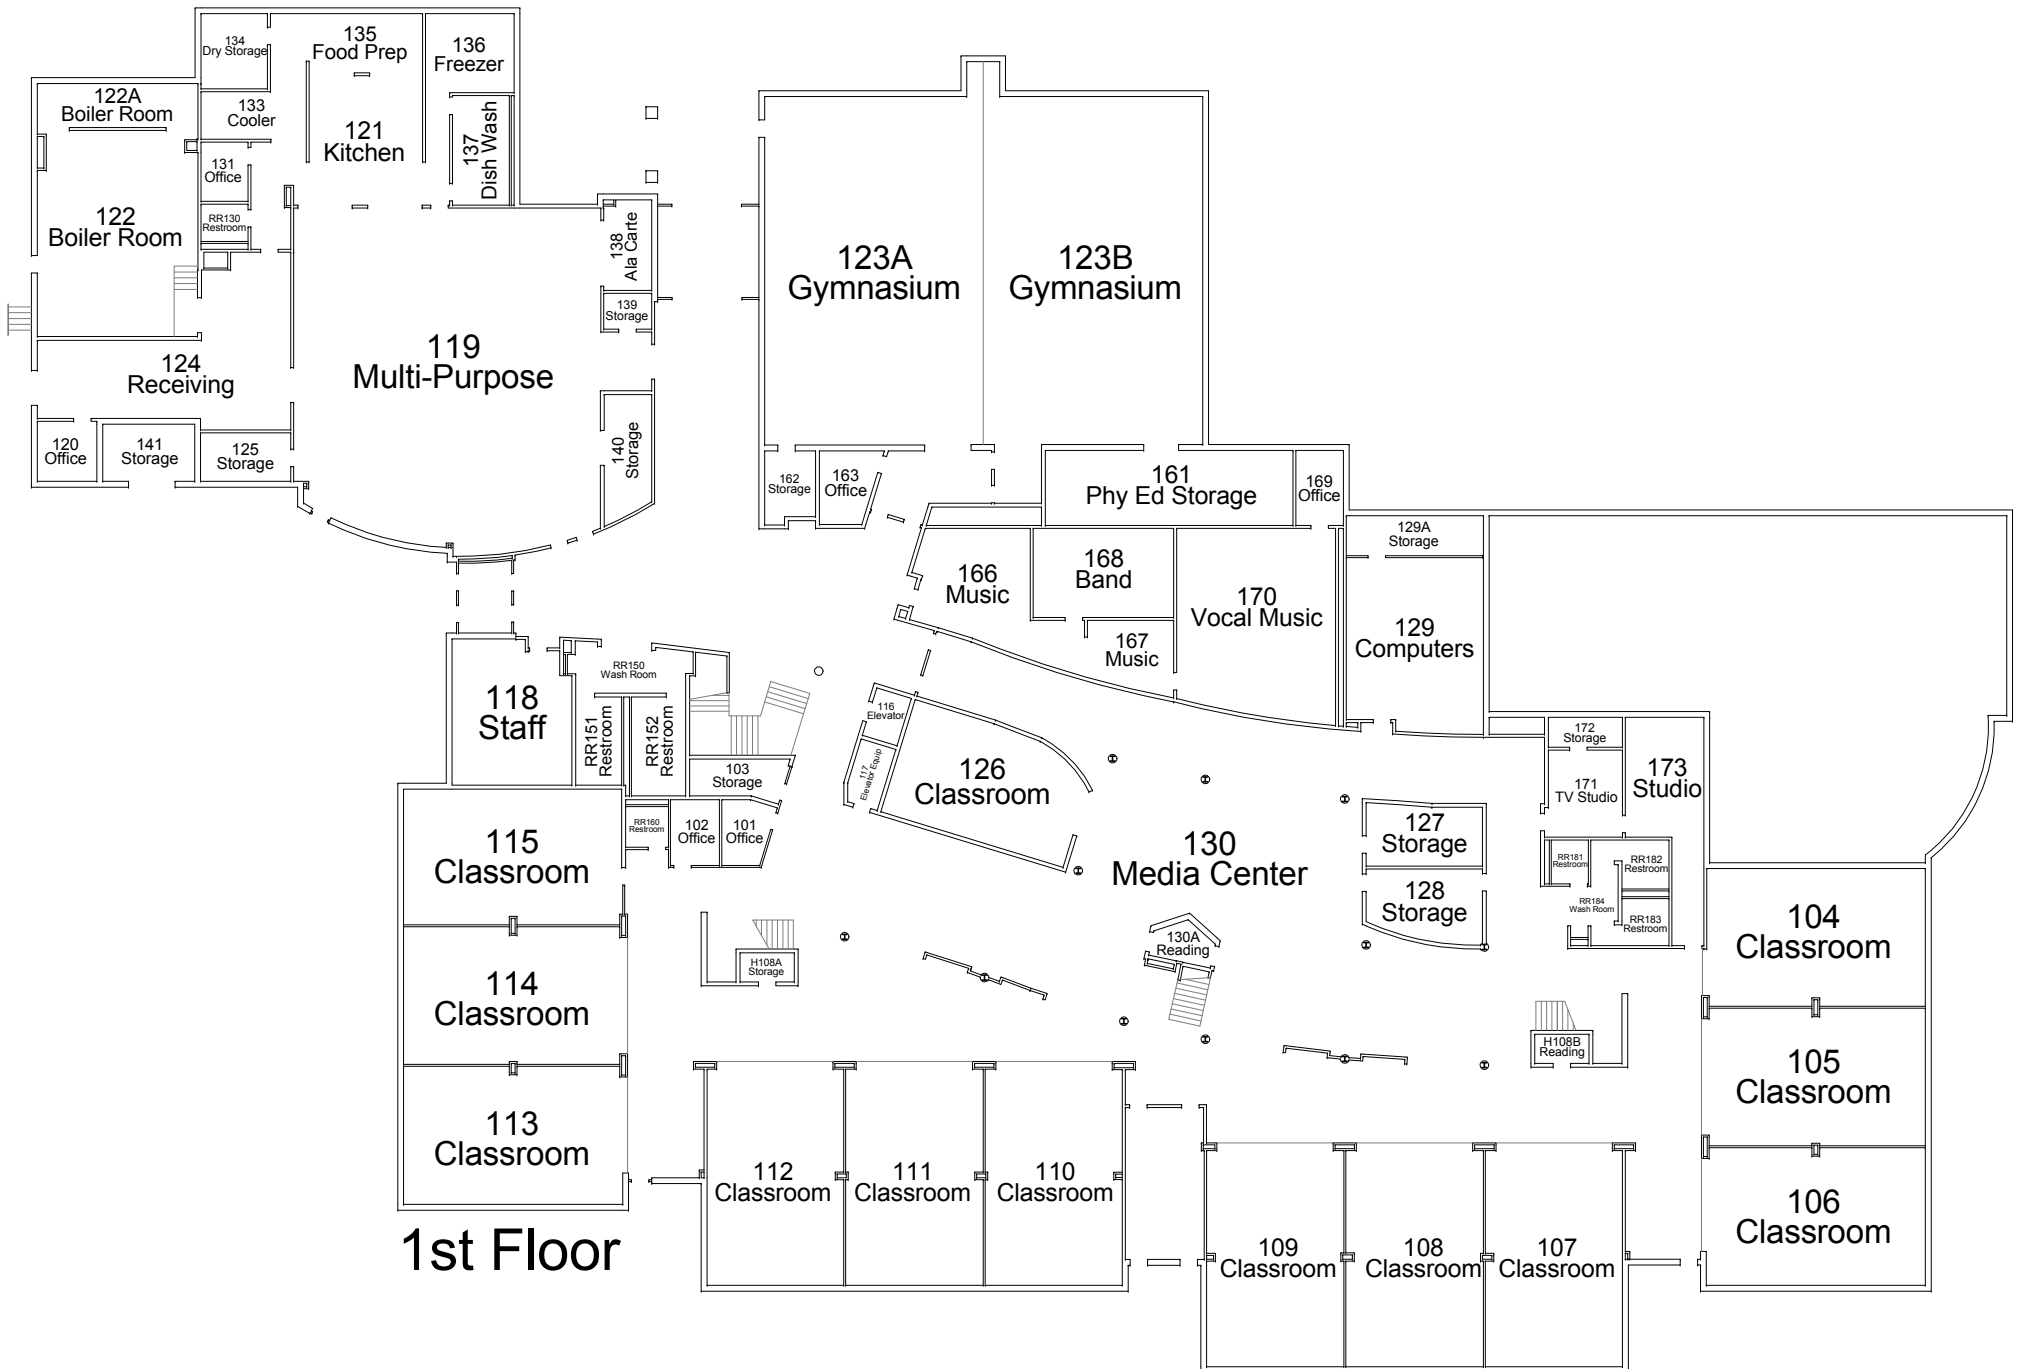 134
Dry Storage
135
Food Prep
136
Freezer
122A
Boiler Room
133
Cooler
121
Kitchen
137
Dish Wash
131
Office
122
Boiler Room
RR130
Restroom
138
Ala Carte
123A
Gymnasium
123B
Gymnasium
139
Storage
119
Multi-Purpose
124
Receiving
120
Office
141
Storage
125
Storage
140
Storage
162
Storage
163
Office
161
Phy Ed Storage
169
Office
129A
Storage
166
Music
168
Band
170
Vocal Music
167
Music
129
Computers
118
Staff
RR150
Wash Room
RR151
Restroom
RR152
Restroom
116
Elevator
117
Elevator Equip
103
Storage
126
Classroom
172
Storage
171
TV Studio
173
Studio
115
Classroom
RR160
Restroom
102
Office
101
Office
130
Media Center
127
Storage
128
Storage
RR181
Restroom
RR182
Restroom
RR184
Wash Room
RR183
Restroom
104
Classroom
114
Classroom
H108A
Storage
130A
Reading
H108B
Reading
105
Classroom
113
Classroom
112
Classroom
111
Classroom
110
Classroom
109
Classroom
108
Classroom
107
Classroom
106
Classroom
1st Floor